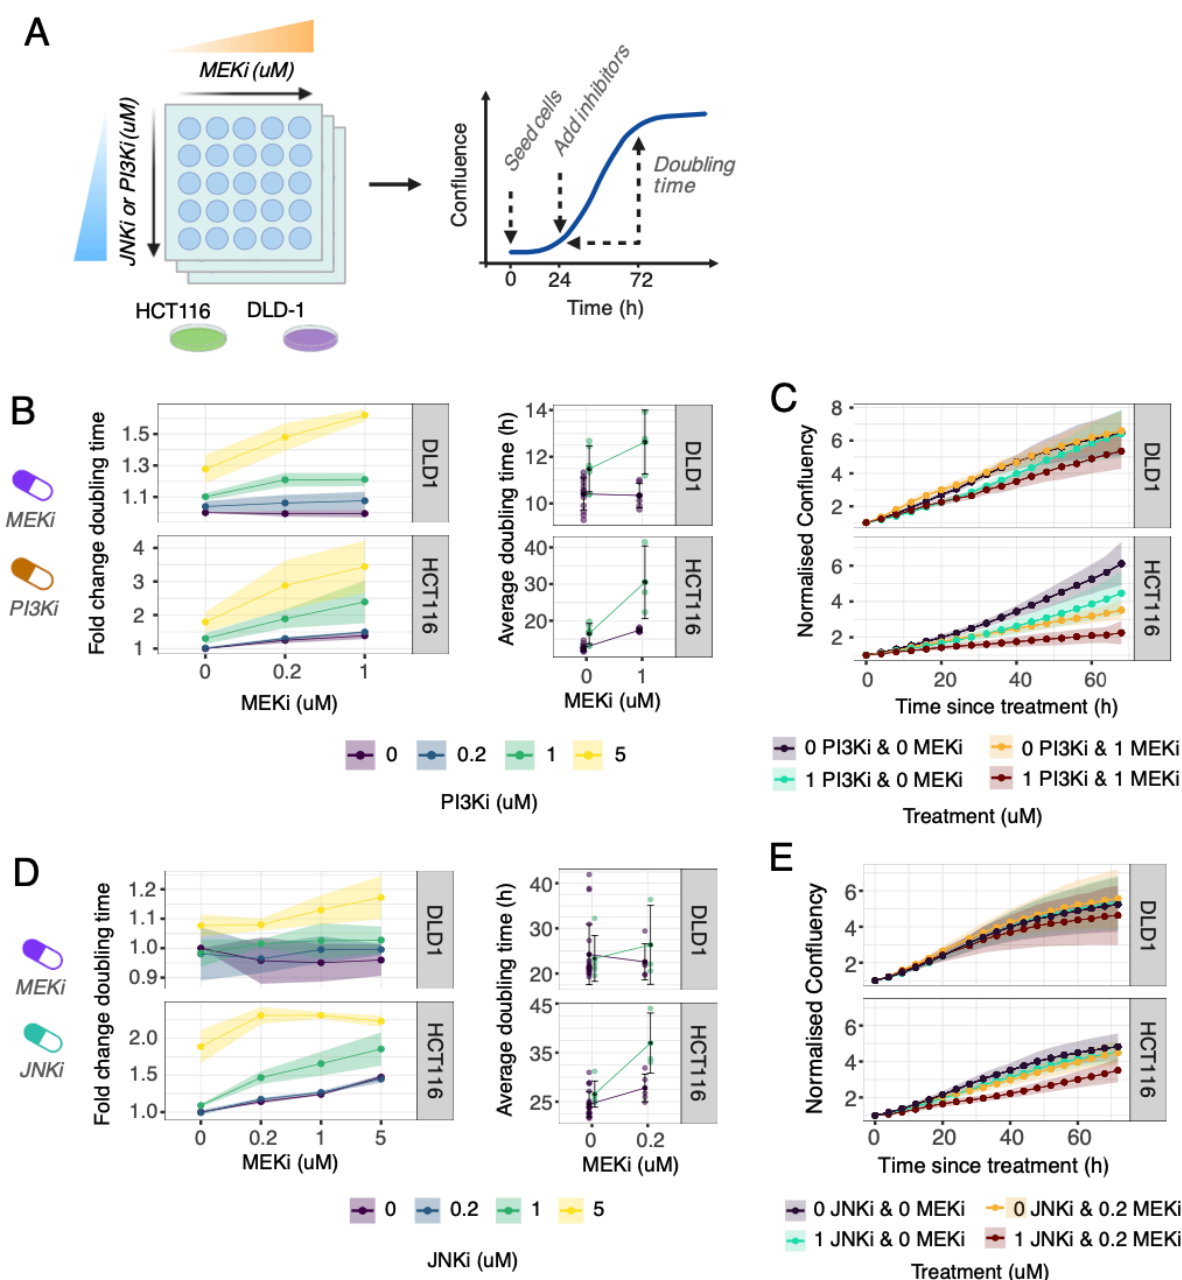 A
MEKi (uM)
JNKi or PI3Ki (uM)
HCT116 DLD-1
Confluence
Seed cells
Add inhibitors
Doubling
time
0 24 72
Time (h)
B
MEKi
PI3Ki
Fold change doubling time
1.5
1.3
1.1
DLD1
4
3
2
1
HCT116
0 0.2 1
MEKi (uM)
Average doubling time (h)
14
12
10
DLD1
40
30
20
HCT116
0 1
MEKi (uM)
0 0.2 1 5
PI3Ki (uM)
C
Normalised Confluency
8
6
4
2
DLD1
6
4
2
HCT116
0 20 40 60
Time since treatment (h)
0 PI3Ki & 0 MEKi 0 PI3Ki & 1 MEKi
1 PI3Ki & 0 MEKi 1 PI3Ki & 1 MEKi
Treatment (uM)
D
MEKi
JNKi
Fold change doubling time
1.2
1.1
1.0
0.9
DLD1
2.0
1.5
1.0
HCT116
0 0.2 1 5
MEKi (uM)
Average doubling time (h)
40
30
20
DLD1
45
35
25
HCT116
0 0.2
MEKi (uM)
0 0.2 1 5
JNKi (uM)
E
Normalised Confluency
6
4
2
DLD1
6
4
2
HCT116
0 20 40 60
Time since treatment (h)
0 JNKi & 0 MEKi 0 JNKi & 0.2 MEKi
1 JNKi & 0 MEKi 1 JNKi & 0.2 MEKi
Treatment (uM)